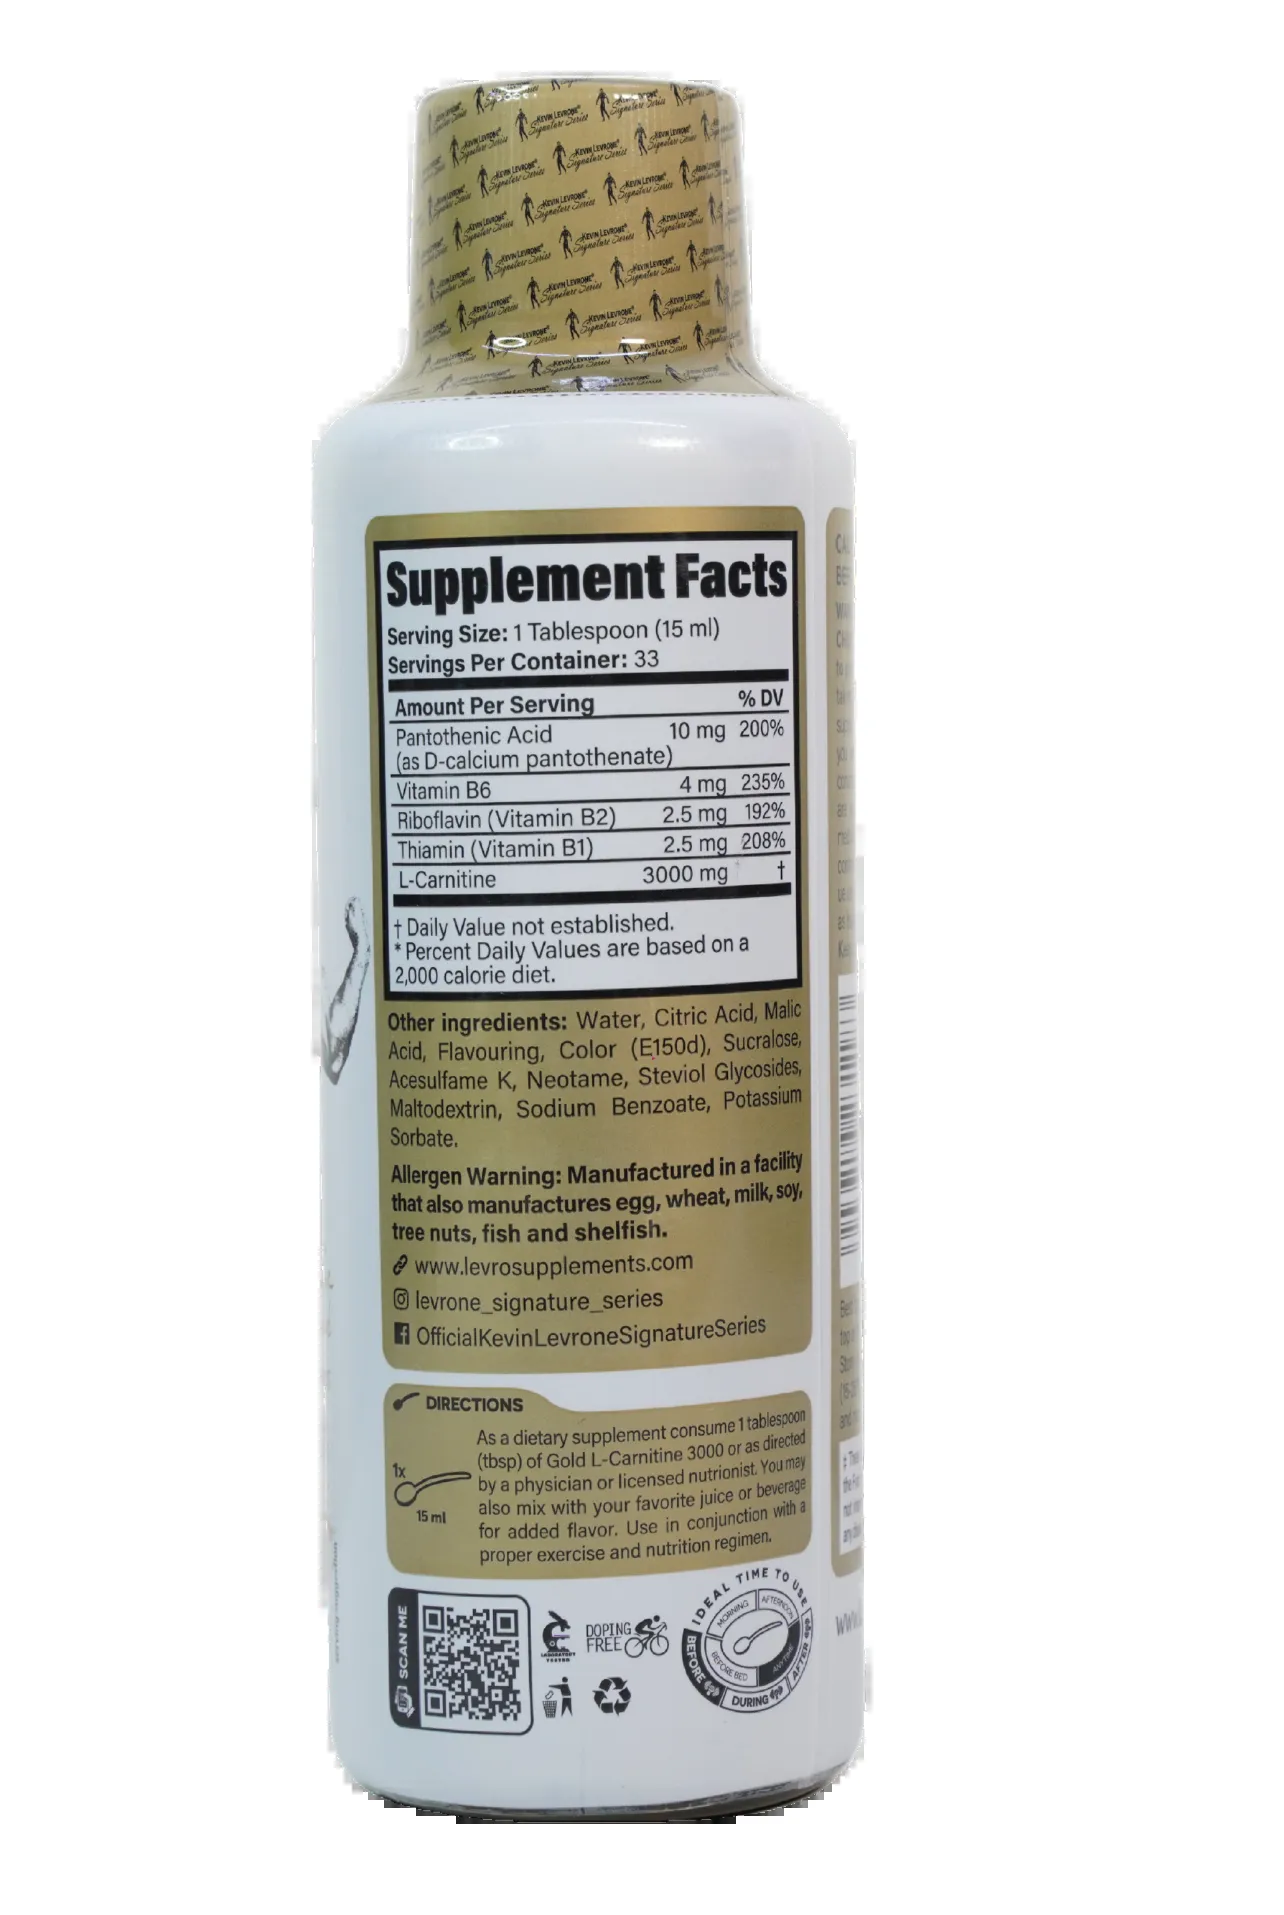 KEVIN LEVRONE®
Signature Series
Supplement Facts
Serving Size: 1 Tablespoon (15 ml)
Servings Per Container: 33
Amount Per Serving % DV
Pantothenic Acid 10 mg 200%
(as D-calcium pantothenate)
Vitamin B6 4 mg 235%
Riboflavin (Vitamin B2) 2.5 mg 192%
Thiamin (Vitamin B1) 2.5 mg 208%
L-Carnitine 3000 mg †
† Daily Value not established.
* Percent Daily Values are based on a
2,000 calorie diet.
Other ingredients: Water, Citric Acid, Malic
Acid, Flavouring, Color (E150d), Sucralose,
Acesulfame K, Neotame, Steviol Glycosides,
Maltodextrin, Sodium Benzoate, Potassium
Sorbate.
Allergen Warning: Manufactured in a facility
that also manufactures egg, wheat, milk, soy,
tree nuts, fish and shelfish.
www.levrosupplements.com
levrone_signature_series
OfficialKevinLevroneSignatureSeries
DIRECTIONS
As a dietary supplement consume 1 tablespoon
(tbsp) of Gold L-Carnitine 3000 or as directed
by a physician or licensed nutrionist. You may
also mix with your favorite juice or beverage
for added flavor. Use in conjunction with a
proper exercise and nutrition regimen.
1x
15 ml
SCAN ME
LABORATORY
TESTED
DOPING
FREE
IDEAL TIME TO USE
MORNING
AFTERNOON
BEFORE BED
ANY TIME
BEFORE
DURING
AFTER